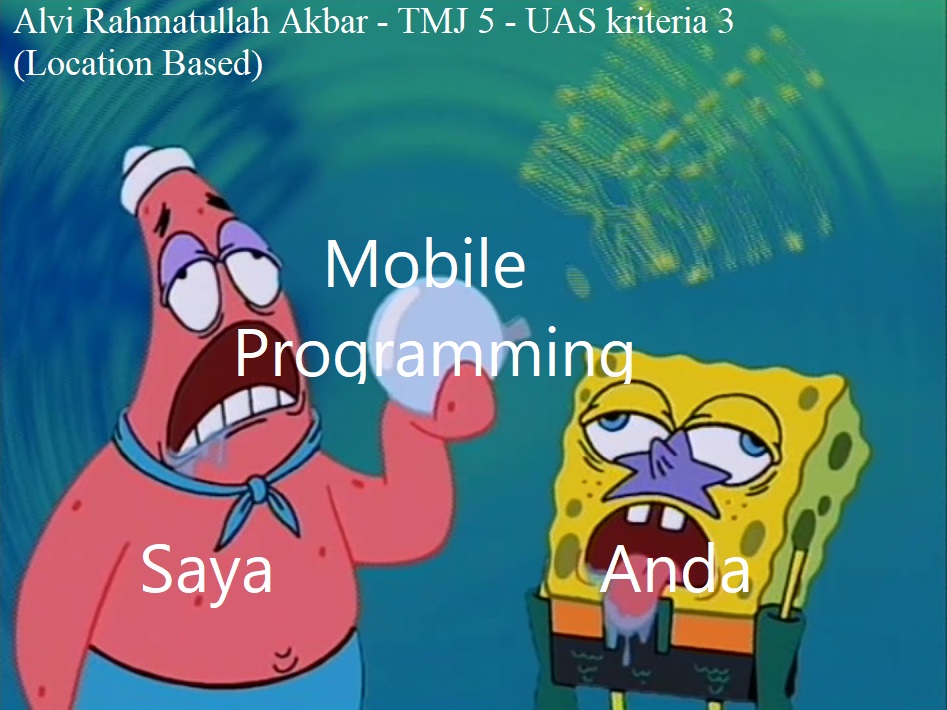 Alvi Rahmatullah Akbar - TMJ 5 - UAS kriteria 3
(Location Based)
Mobile
Programming
Saya
Anda